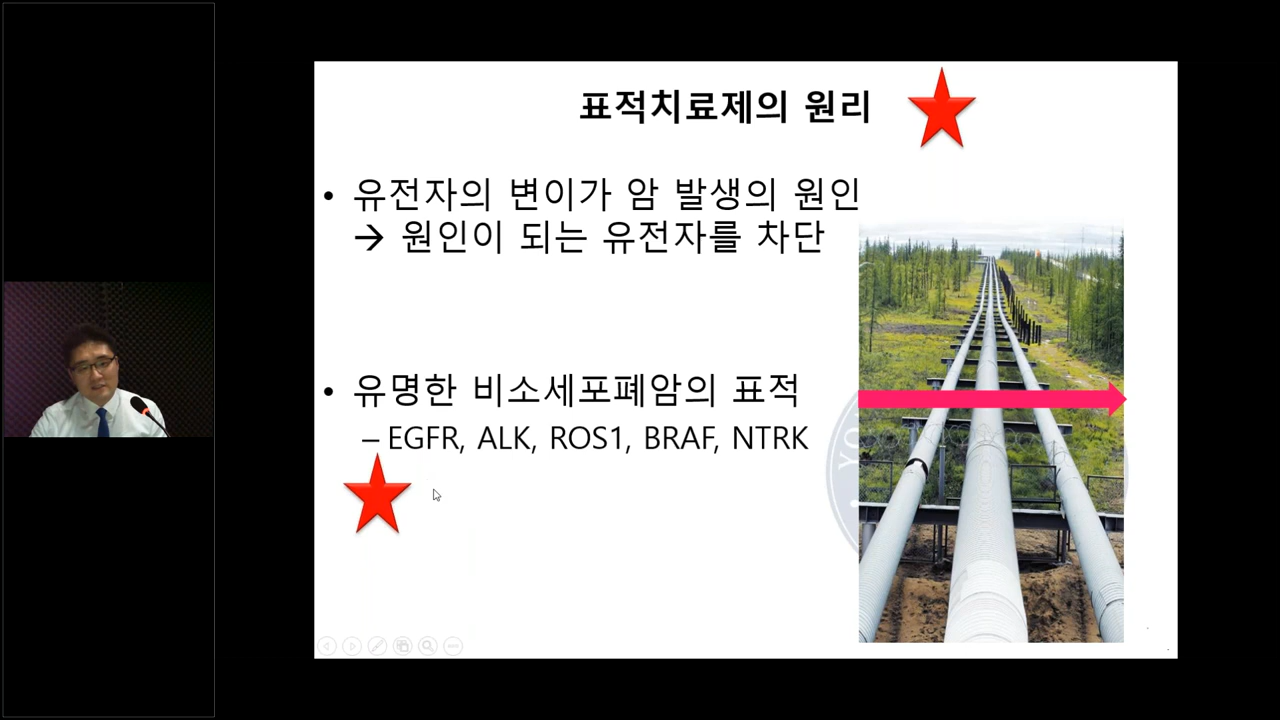 표적치료제의 원리
• 유전자의 변이가 암 발생의 원인
→ 원인이 되는 유전자를 차단
• 유명한 비소세포폐암의 표적
– EGFR, ALK, ROS1, BRAF, NTRK
YO